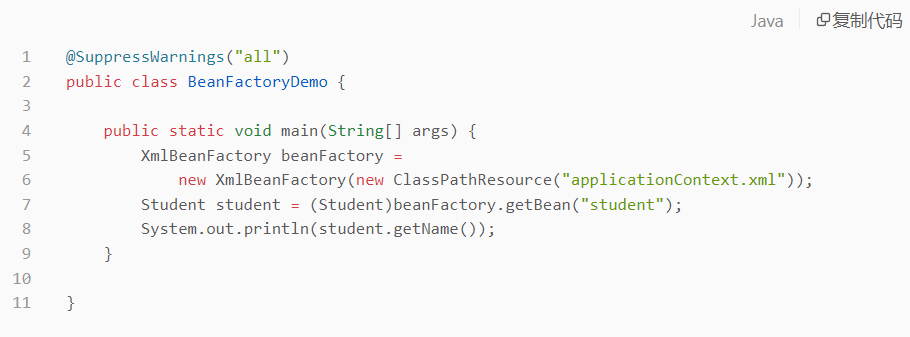 Java 复制代码
1 @SuppressWarnings("all")
2 public class BeanFactoryDemo {
3
4 public static void main(String[] args) {
5 XmlBeanFactory beanFactory =
6 new XmlBeanFactory(new ClassPathResource("applicationContext.xml"));
7 Student student = (Student)beanFactory.getBean("student");
8 System.out.println(student.getName());
9 }
10
11 }